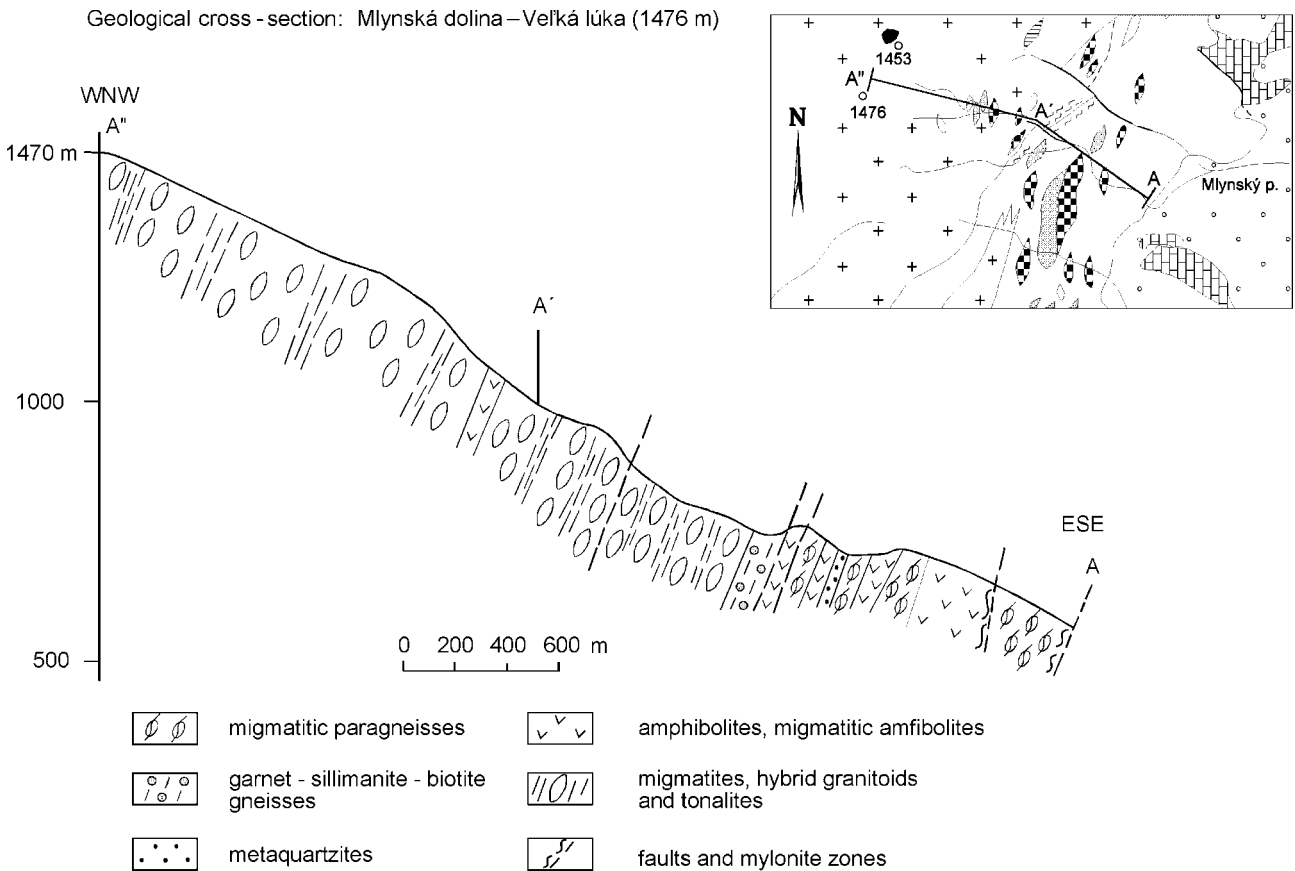 Geological cross - section: Mlynská dolina – Veľká lúka (1476 m)
WNW
A"
1470 m
A´
1000
500
ESE
A
0 200 400 600 m
1453
A"
1476
N
A´
A
Mlynský p.
migmatitic paragneisses
garnet - sillimanite - biotite
gneisses
metaquartzites
amphibolites, migmatitic amfibolites
migmatites, hybrid granitoids
and tonalites
faults and mylonite zones